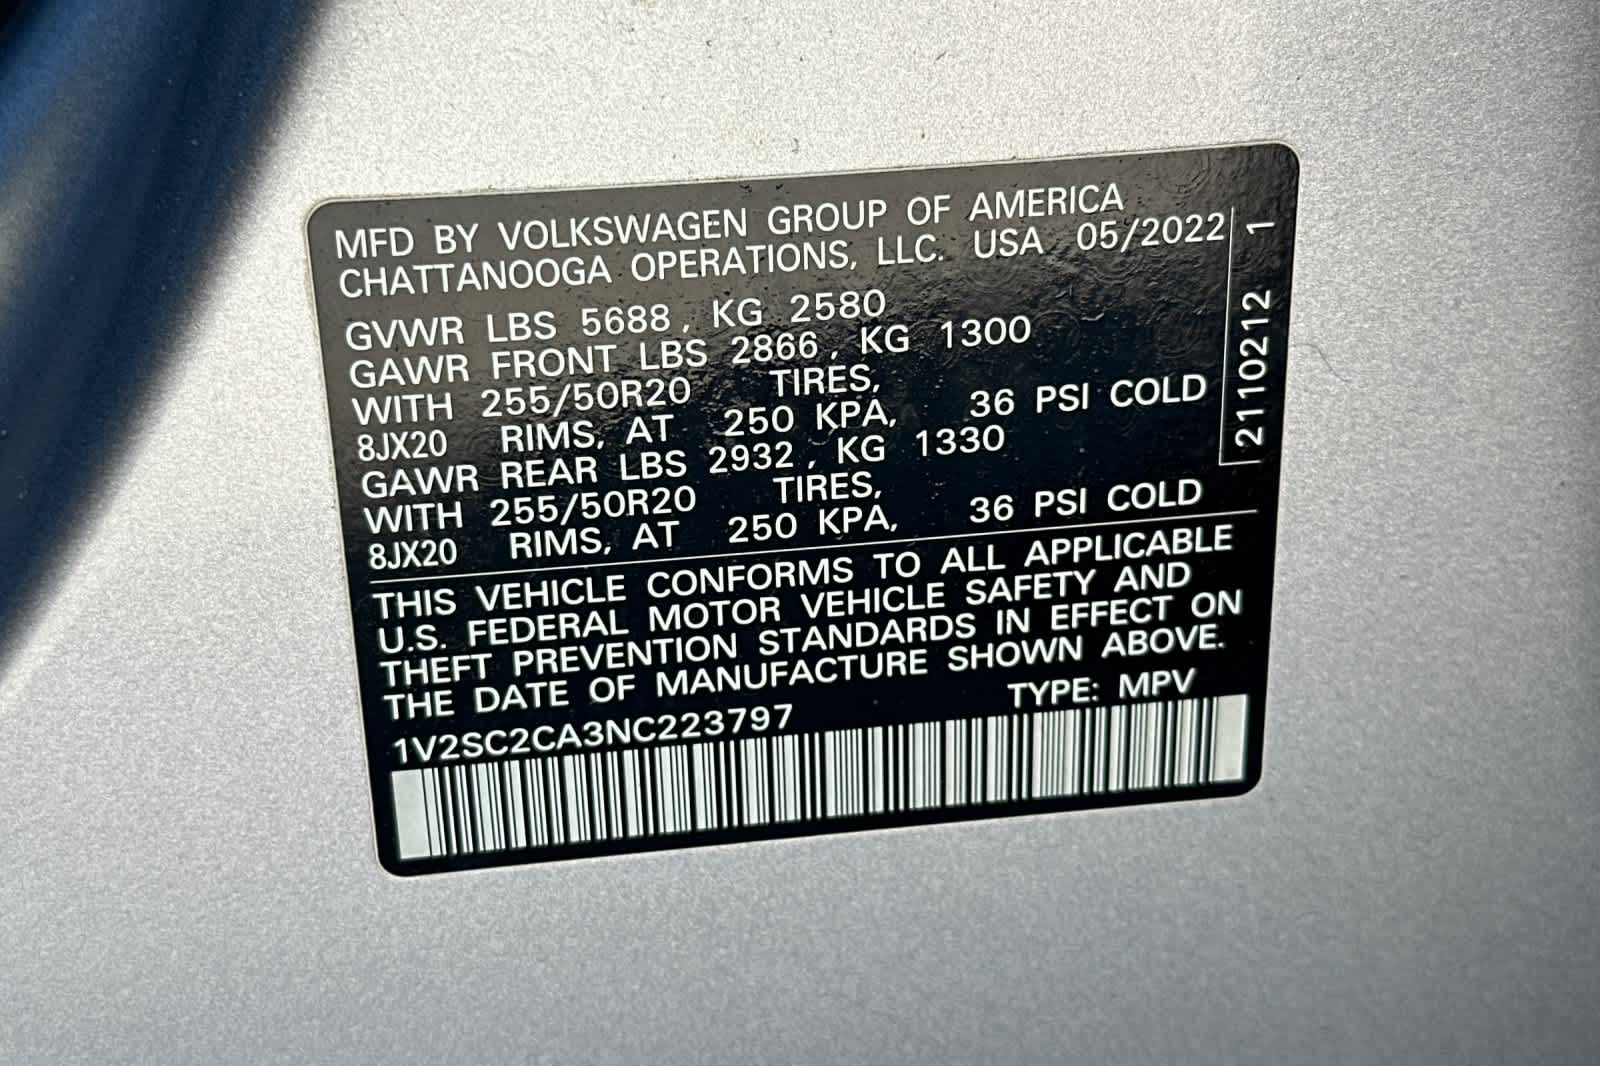 MFD BY VOLKSWAGEN GROUP OF AMERICA
CHATTANOOGA OPERATIONS, LLC. USA 05/2022
GVWR LBS 5688, KG 2580
GAWR FRONT LBS 2866, KG 1300
WITH 255/50R20 TIRES,
8JX20 RIMS, AT 250 KPA, 36 PSI COLD
GAWR REAR LBS 2932, KG 1330
WITH 255/50R20 TIRES,
8JX20 RIMS, AT 250 KPA, 36 PSI COLD
THIS VEHICLE CONFORMS TO ALL APPLICABLE
U.S. FEDERAL MOTOR VEHICLE SAFETY AND
THEFT PREVENTION STANDARDS IN EFFECT ON
THE DATE OF MANUFACTURE SHOWN ABOVE.
1V2SC2CA3NC223797 TYPE: MPV
2110212 1